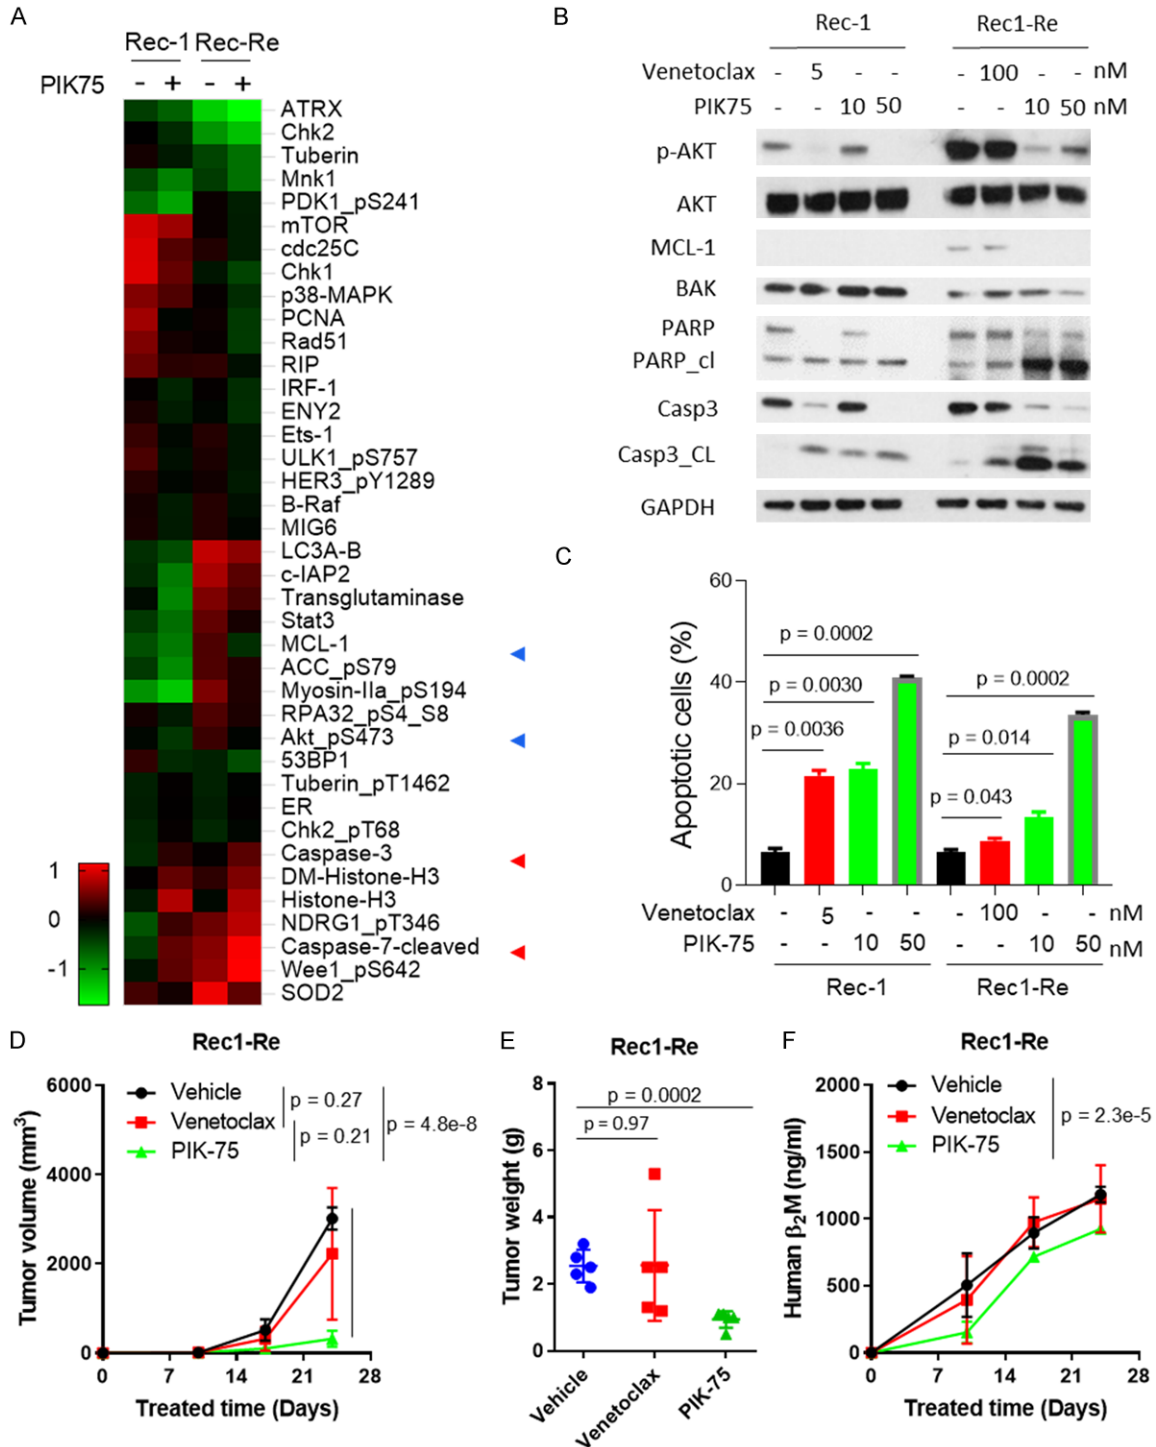 A
Rec-1 Rec-Re
PIK75 - + - +
ATRX
Chk2
Tuberin
Mnk1
PDK1_pS241
mTOR
cdc25C
Chk1
p38-MAPK
PCNA
Rad51
RIP
IRF-1
ENY2
Ets-1
ULK1_pS757
HER3_pY1289
B-Raf
MIG6
LC3A-B
c-IAP2
Transglutaminase
Stat3
MCL-1
ACC_pS79
Myosin-IIa_pS194
RPA32_pS4_S8
Akt_pS473
53BP1
Tuberin_pT1462
ER
Chk2_pT68
Caspase-3
DM-Histone-H3
Histone-H3
NDRG1_pT346
Caspase-7-cleaved
Wee1_pS642
SOD2
1
0
-1
B
Rec-1 Rec1-Re
Venetoclax - 5 - - - 100 - - nM
PIK75 - - 10 50 - - 10 50 nM
p-AKT
AKT
MCL-1
BAK
PARP
PARP_cl
Casp3
Casp3_CL
GAPDH
C
Apoptotic cells (%)
60
40
20
0
p = 0.0002
p = 0.0030
p = 0.0036
p = 0.0002
p = 0.014
p = 0.043
Venetoclax - 5 - - - 100 - - nM
PIK-75 - - 10 50 - - 10 50 nM
Rec-1 Rec1-Re
D
Rec1-Re
Tumor volume (mm³)
6000
4000
2000
0
Vehicle
Venetoclax
PIK-75
p = 0.27
p = 0.21
p = 4.8e-8
0 7 14 21 28
Treated time (Days)
E
Rec1-Re
Tumor weight (g)
8
6
4
2
0
p = 0.0002
p = 0.97
Vehicle
Venetoclax
PIK-75
F
Rec1-Re
Human β₂M (ng/ml)
2000
1500
1000
500
0
Vehicle
Venetoclax
PIK-75
p = 2.3e-5
0 7 14 21 28
Treated time (Days)